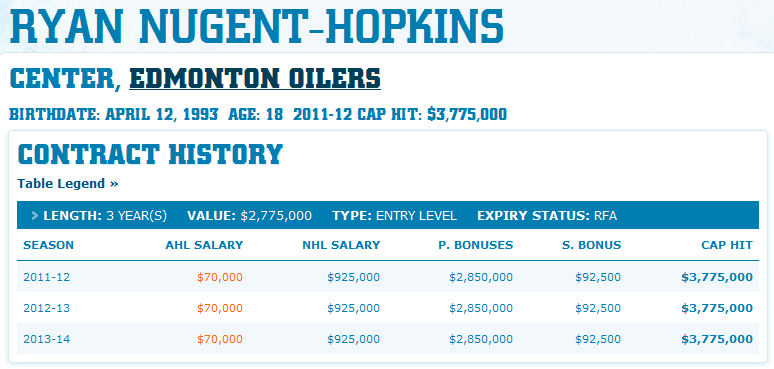 RYAN NUGENT-HOPKINS
CENTER, EDMONTON OILERS
BIRTHDATE: APRIL 12, 1993 AGE: 18 2011-12 CAP HIT: $3,775,000
CONTRACT HISTORY
Table Legend »
> LENGTH: 3 YEAR(S) VALUE: $2,775,000 TYPE: ENTRY LEVEL EXPIRY STATUS: RFA
SEASON AHL SALARY NHL SALARY P. BONUSES S. BONUS CAP HIT
2011-12 $70,000 $925,000 $2,850,000 $92,500 $3,775,000
2012-13 $70,000 $925,000 $2,850,000 $92,500 $3,775,000
2013-14 $70,000 $925,000 $2,850,000 $92,500 $3,775,000